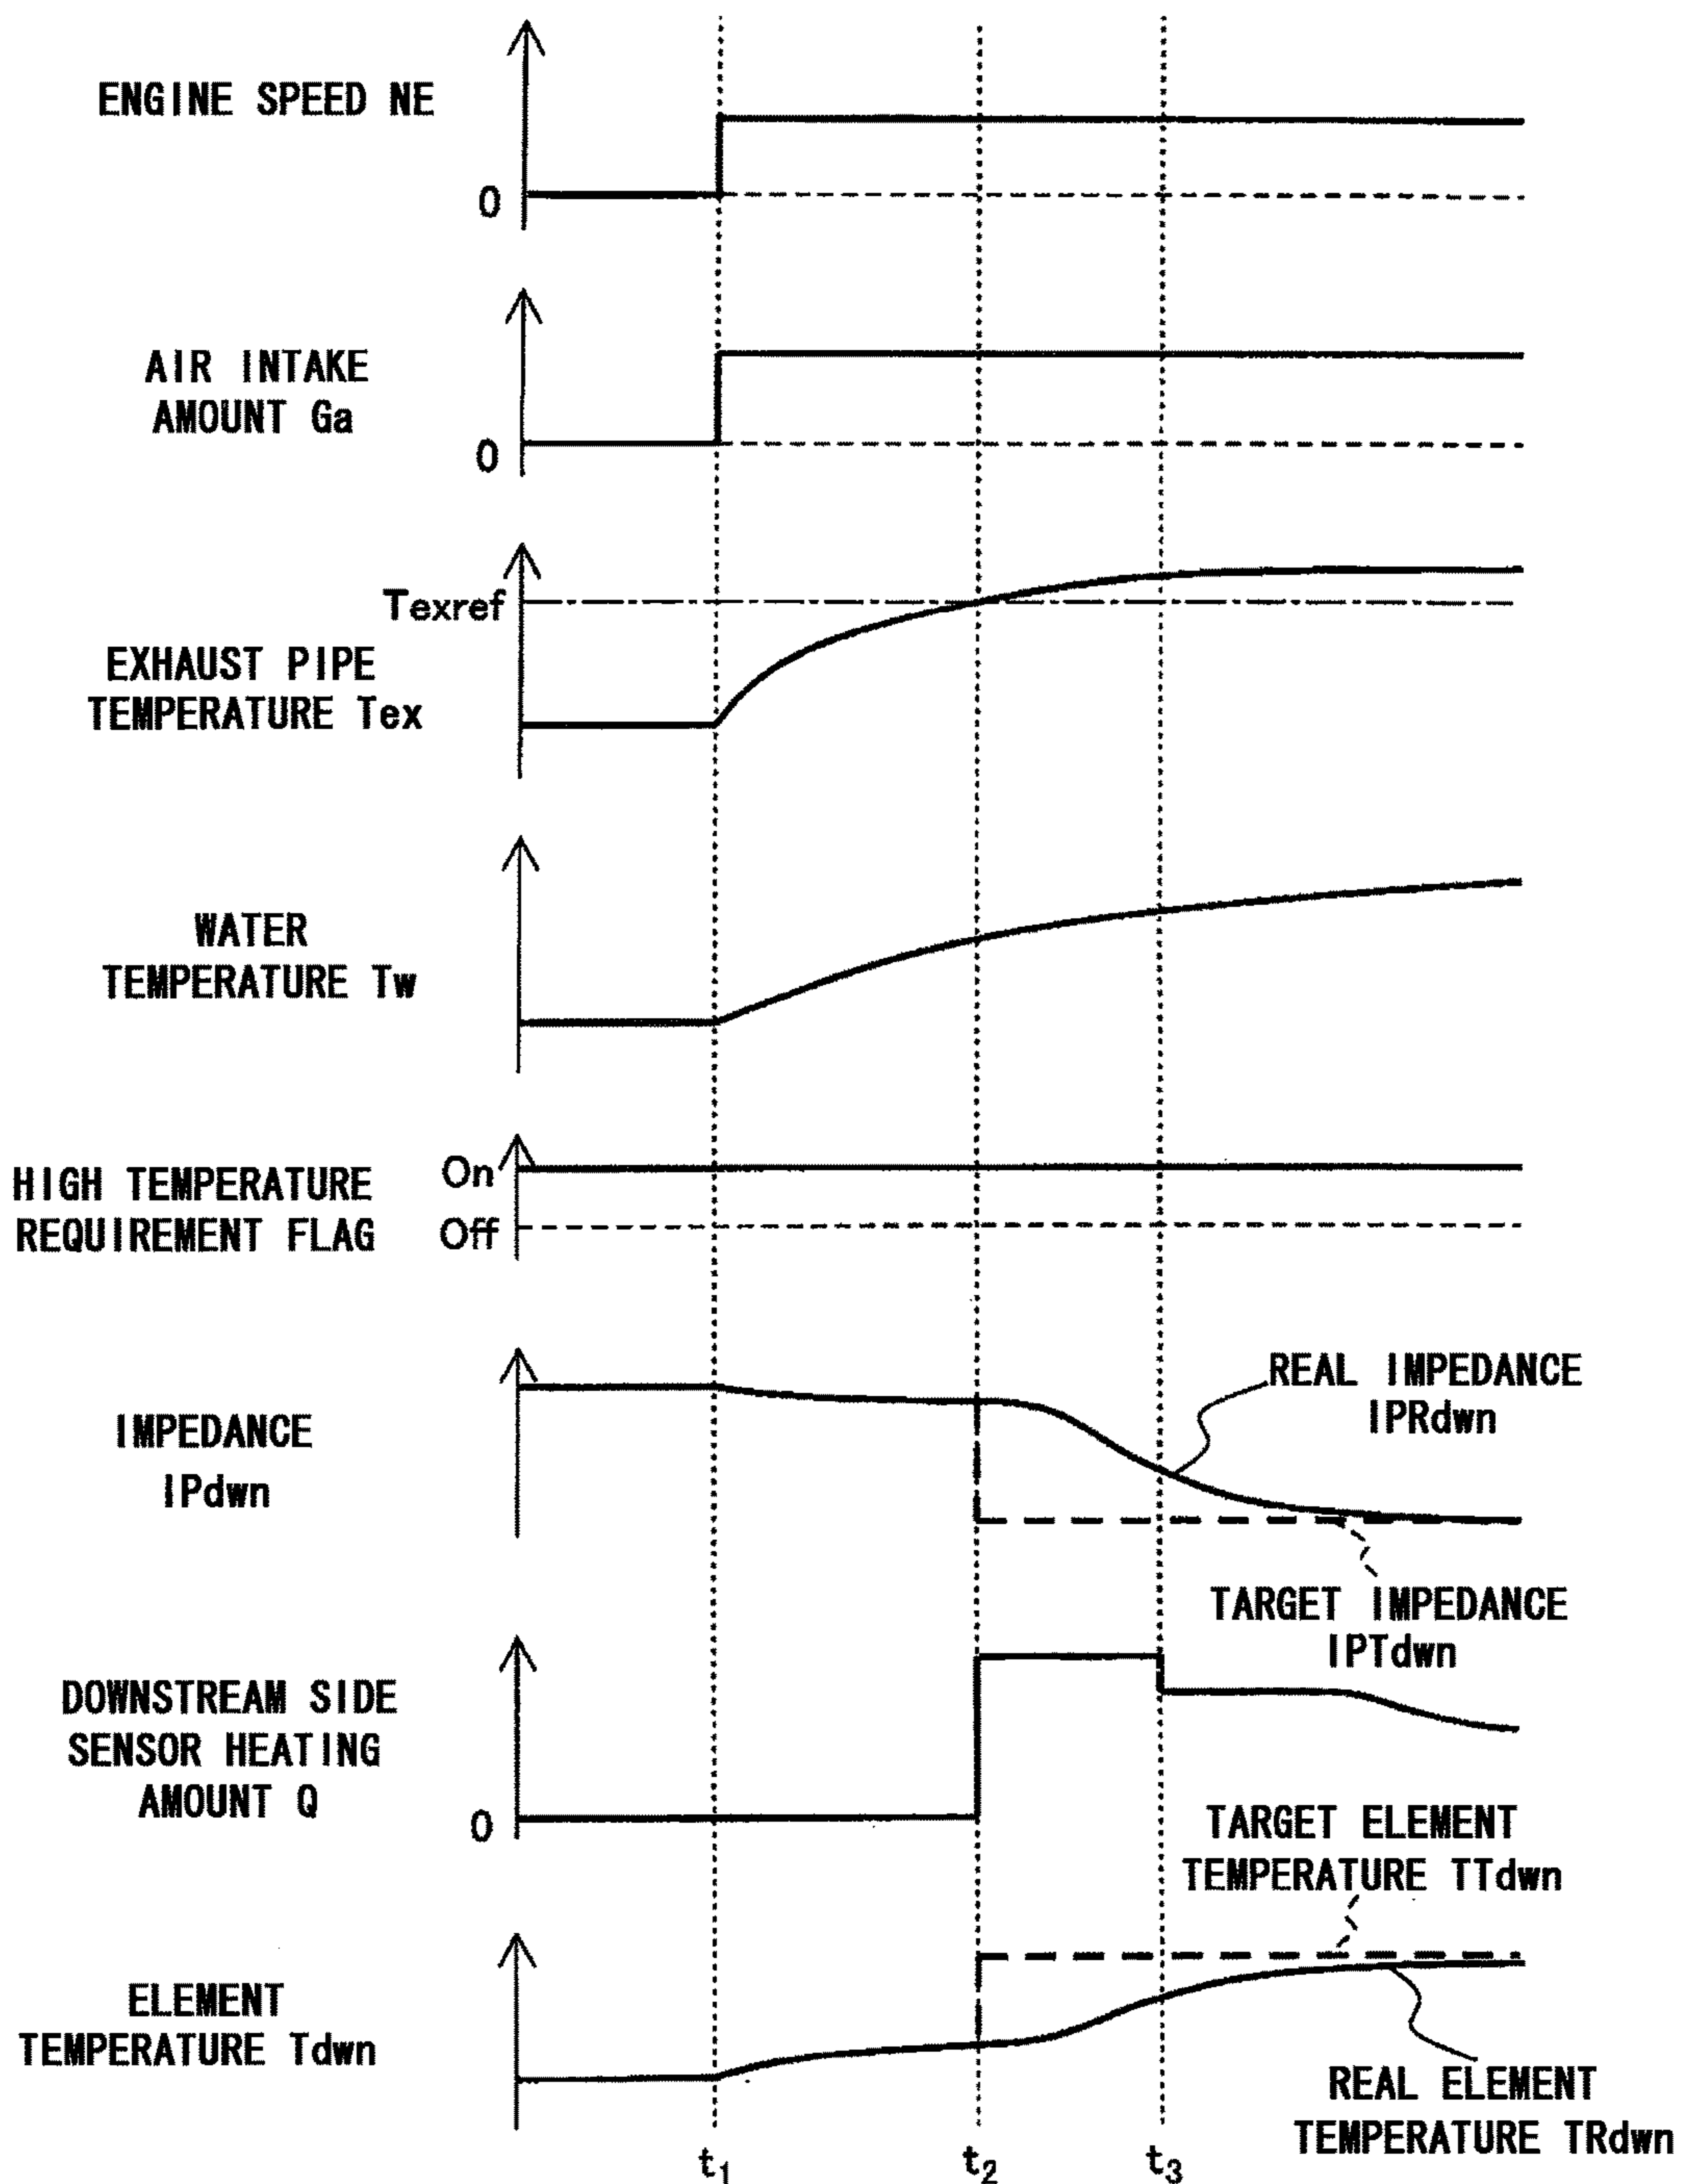 ENGINE SPEED NE
0
AIR INTAKE
AMOUNT Ga
0
Texref
EXHAUST PIPE
TEMPERATURE Tex
WATER
TEMPERATURE Tw
HIGH TEMPERATURE
REQUIREMENT FLAG
On
Off
IMPEDANCE
IPdwn
REAL IMPEDANCE
IPRdwn
TARGET IMPEDANCE
IPTdwn
DOWNSTREAM SIDE
SENSOR HEATING
AMOUNT Q
0
TARGET ELEMENT
TEMPERATURE TTdwn
ELEMENT
TEMPERATURE Tdwn
REAL ELEMENT
TEMPERATURE TRdwn
t1 t2 t3